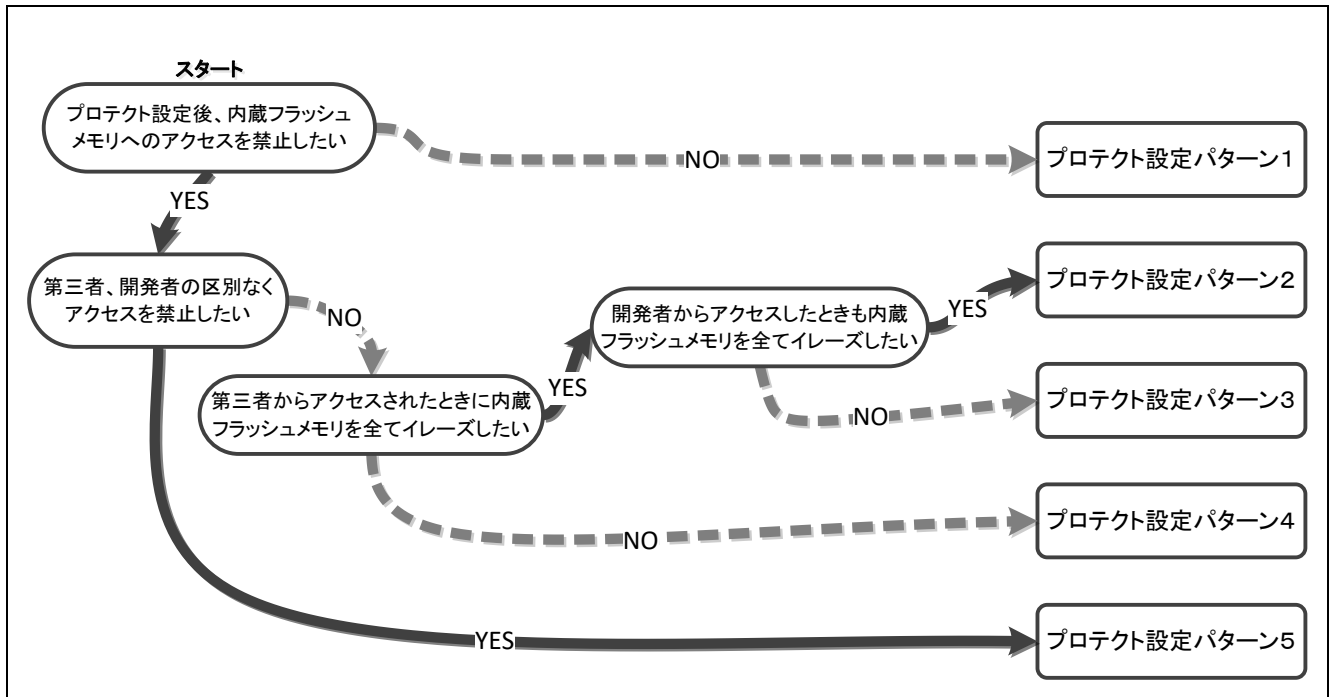 スタート
プロテクト設定後、内蔵フラッシュ
メモリへのアクセスを禁止したい
NO
プロテクト設定パターン1
YES
第三者、開発者の区別なく
アクセスを禁止したい
NO
開発者からアクセスしたときも内蔵
フラッシュメモリを全てイレーズしたい
YES
プロテクト設定パターン2
第三者からアクセスされたときに内蔵
フラッシュメモリを全てイレーズしたい
YES
NO
プロテクト設定パターン3
NO
プロテクト設定パターン4
YES
プロテクト設定パターン5